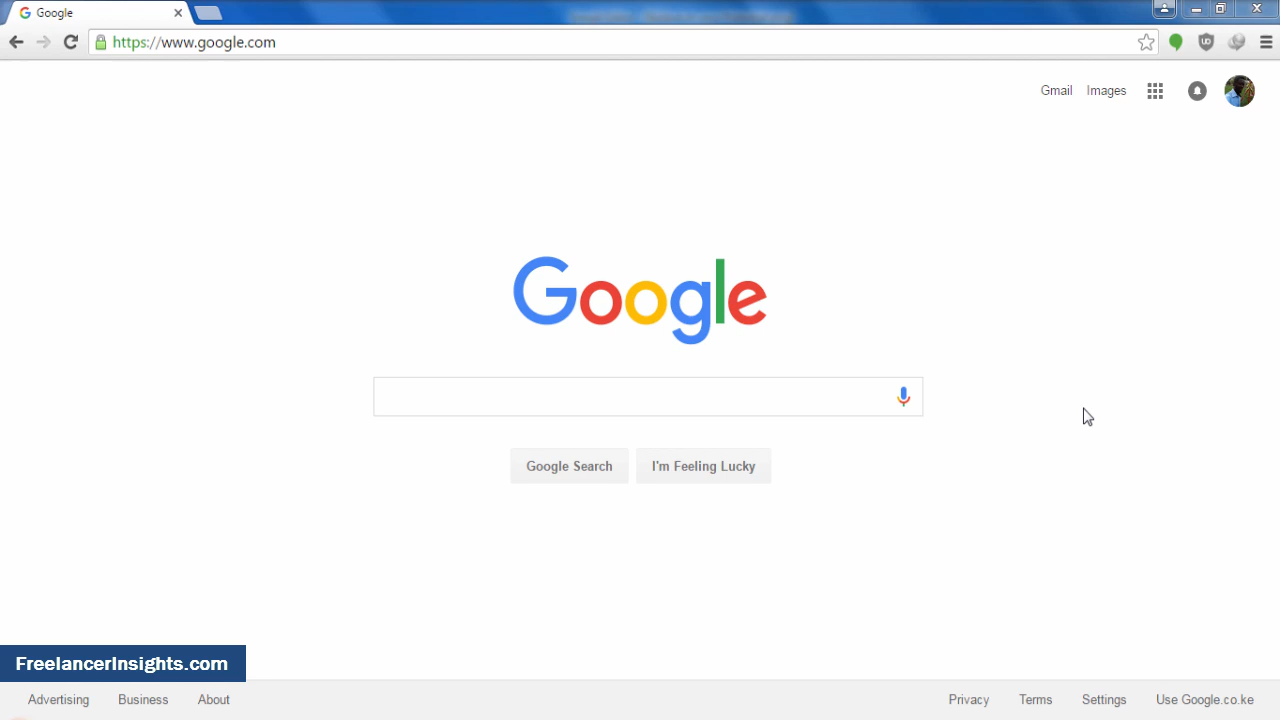 Google
https://www.google.com
Gmail Images
Google
Google Search I'm Feeling Lucky
FreelancerInsights.com
Advertising Business About Privacy Terms Settings Use Google.co.ke